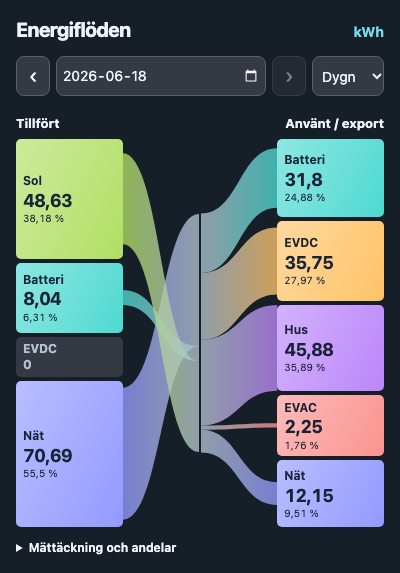 Energiflöden
kWh
2026-06-18
Dygn
Tillfört
Använt / export
Sol
48,63
38,18 %
Batteri
8,04
6,31 %
EVDC
0
Nät
70,69
55,5 %
Batteri
31,8
24,88 %
EVDC
35,75
27,97 %
Hus
45,88
35,89 %
EVAC
2,25
1,76 %
Nät
12,15
9,51 %
Mättäckning och andelar